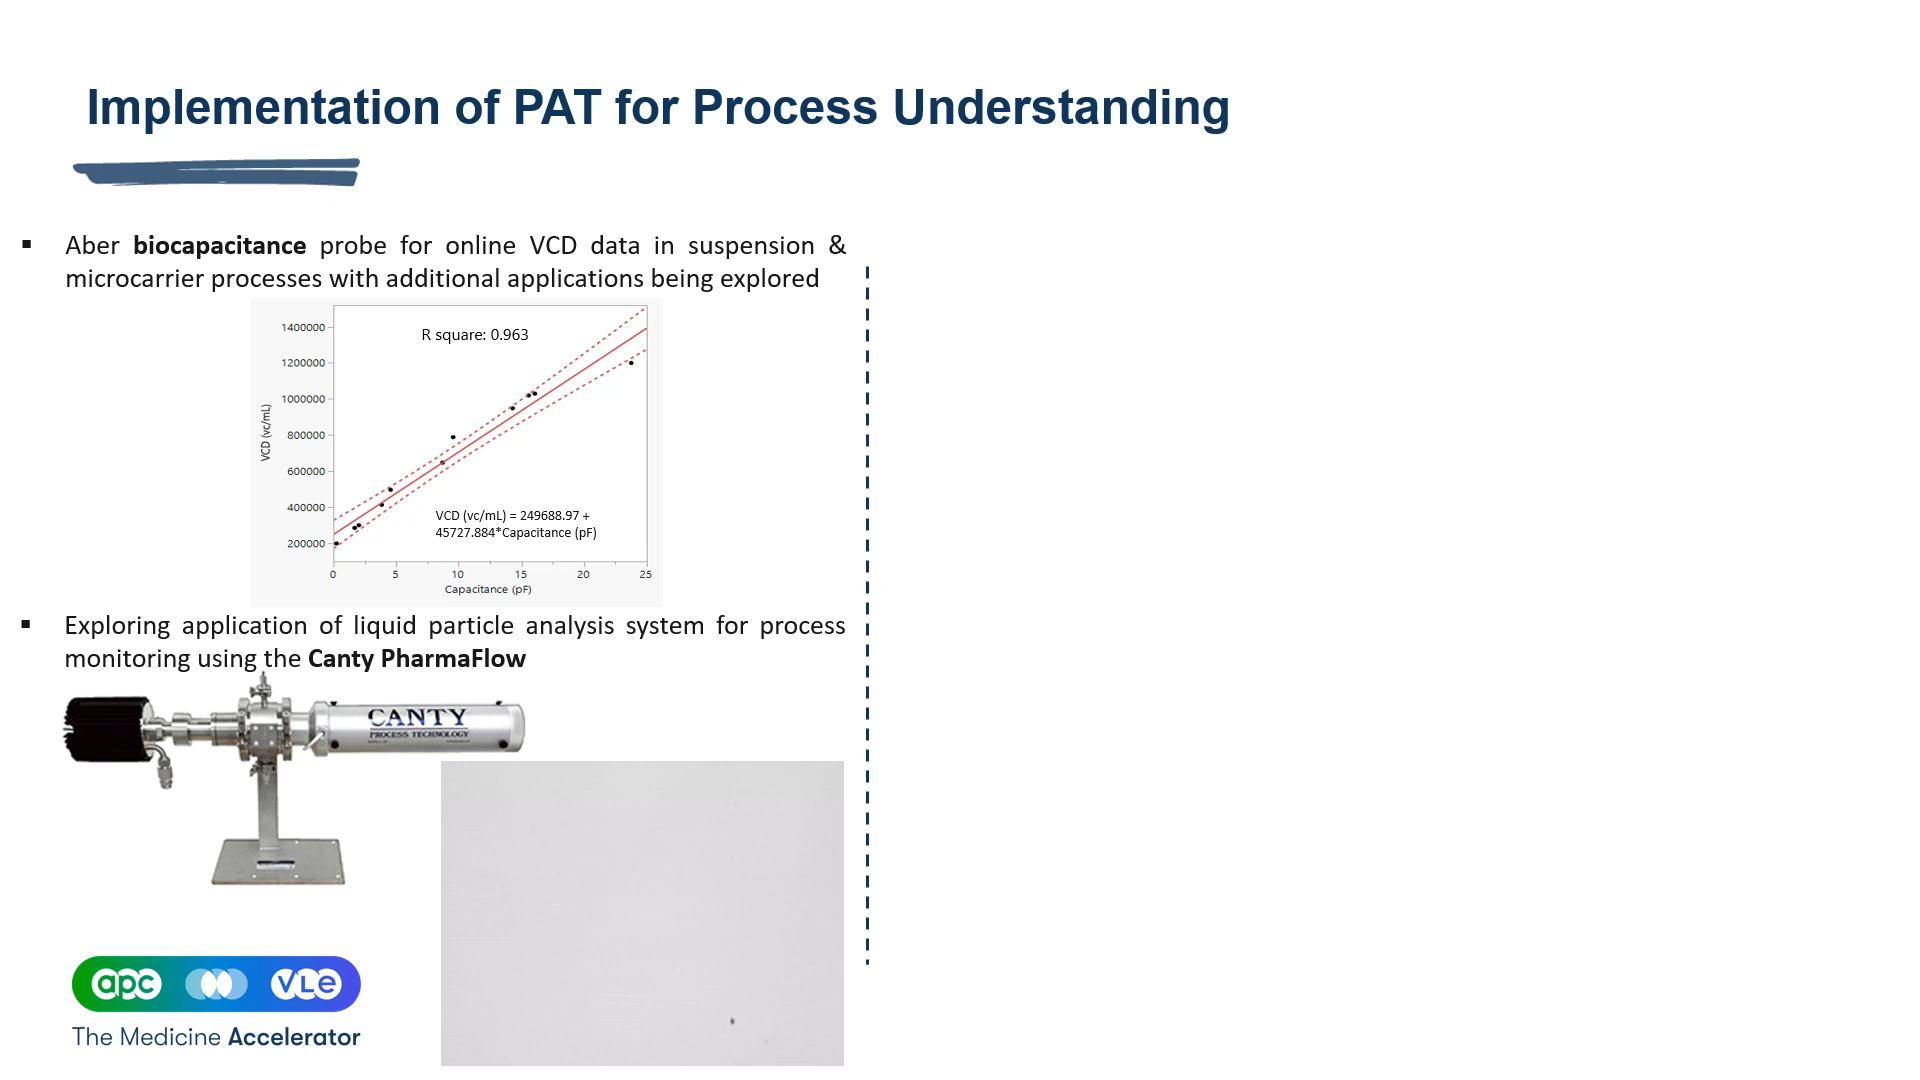 Implementation of PAT for Process Understanding
▪ Aber biocapacitance probe for online VCD data in suspension &
microcarrier processes with additional applications being explored
R square: 0.963
1400000
1200000
1000000
800000
600000
400000
200000
VCD (vc/mL)
VCD (vc/mL) = 249688.97 +
45727.884*Capacitance (pF)
0 5 10 15 20 25
Capacitance (pF)
▪ Exploring application of liquid particle analysis system for process
monitoring using the Canty PharmaFlow
CANTY
PROCESS TECHNOLOGY
apc VLe
The Medicine Accelerator